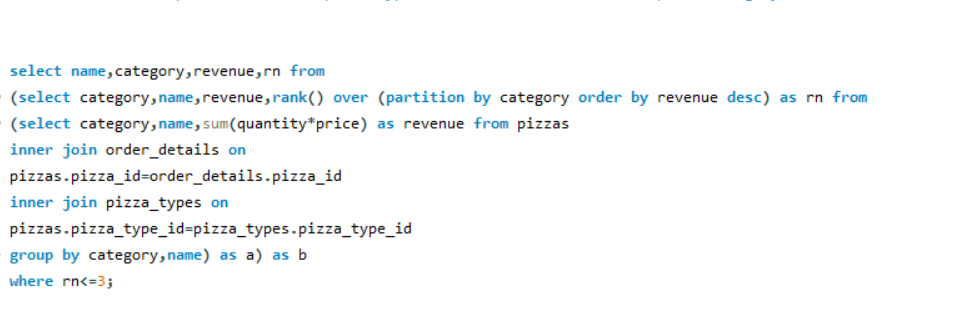 select name,category,revenue,rn from
(select category,name,revenue,rank() over (partition by category order by revenue desc) as rn from
(select category,name,sum(quantity*price) as revenue from pizzas
inner join order_details on
pizzas.pizza_id=order_details.pizza_id
inner join pizza_types on
pizzas.pizza_type_id=pizza_types.pizza_type_id
group by category,name) as a) as b
where rn<=3;